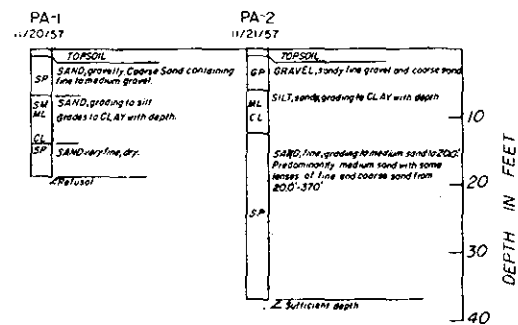 PA-1
11/20/57
TOPSOIL
SP
SAND, gravelly. Coarse Sand containing
fine to medium gravel.
SM
ML
SAND, grading to silt
Grades to CLAY with depth.
CL
SP
SAND very fine, dry.
Refusal
PA-2
11/21/57
TOPSOIL
GP
GRAVEL, sandy fine gravel and coarse sand
ML
CL
SILT, sandy, grading to CLAY with depth
SAND, fine, grading to medium sand to 20.0'
Predominantly medium sand with some
lenses of fine and coarse sand from
20.0'-37.0'
SP
Sufficient depth
10
20
30
40
DEPTH IN FEET